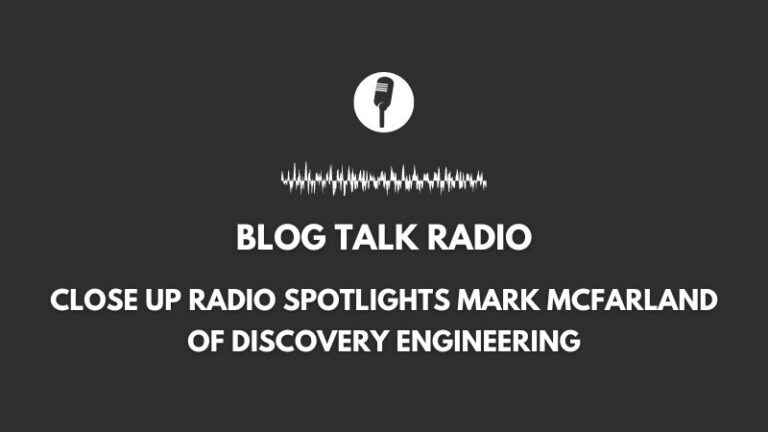 BLOG TALK RADIO
CLOSE UP RADIO SPOTLIGHTS MARK MCFARLAND
OF DISCOVERY ENGINEERING